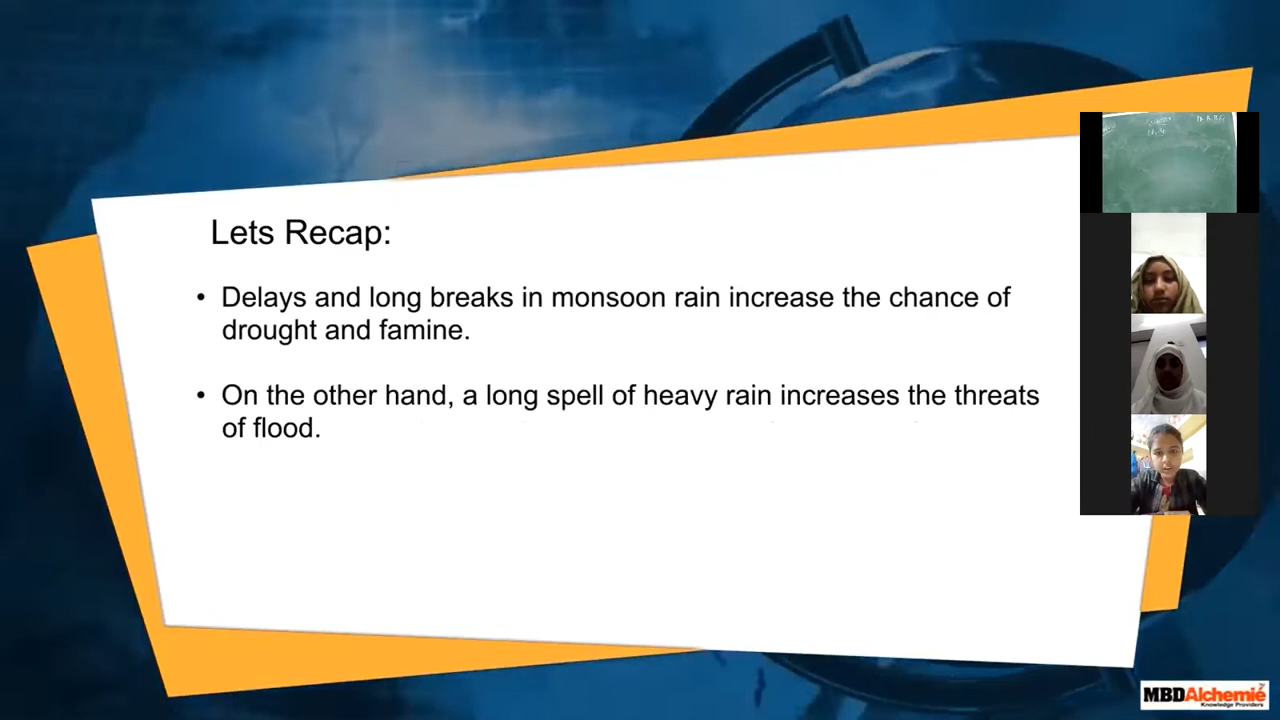 Lets Recap:
• Delays and long breaks in monsoon rain increase the chance of
drought and famine.
• On the other hand, a long spell of heavy rain increases the threats
of flood.
MBDAlchemie
Knowledge Providers